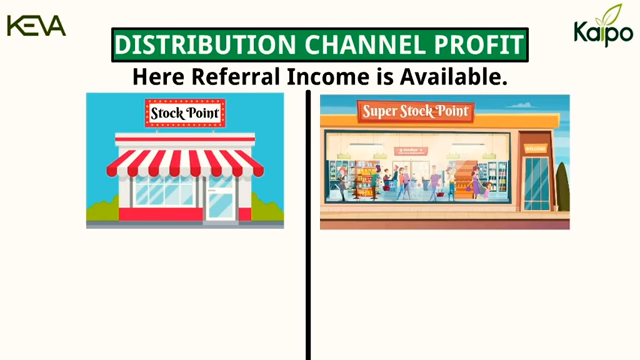 KEVA
Kaipo
DISTRIBUTION CHANNEL PROFIT
Here Referral Income is Available.
Stock Point
Super Stock Point